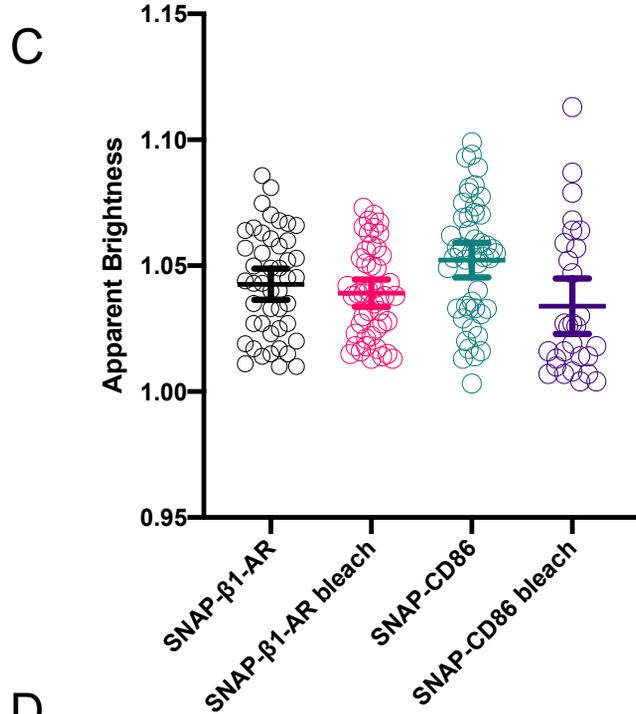 C
Apparent Brightness
1.15
1.10
1.05
1.00
0.95
SNAP-β1-AR
SNAP-β1-AR bleach
SNAP-CD86
SNAP-CD86 bleach
D